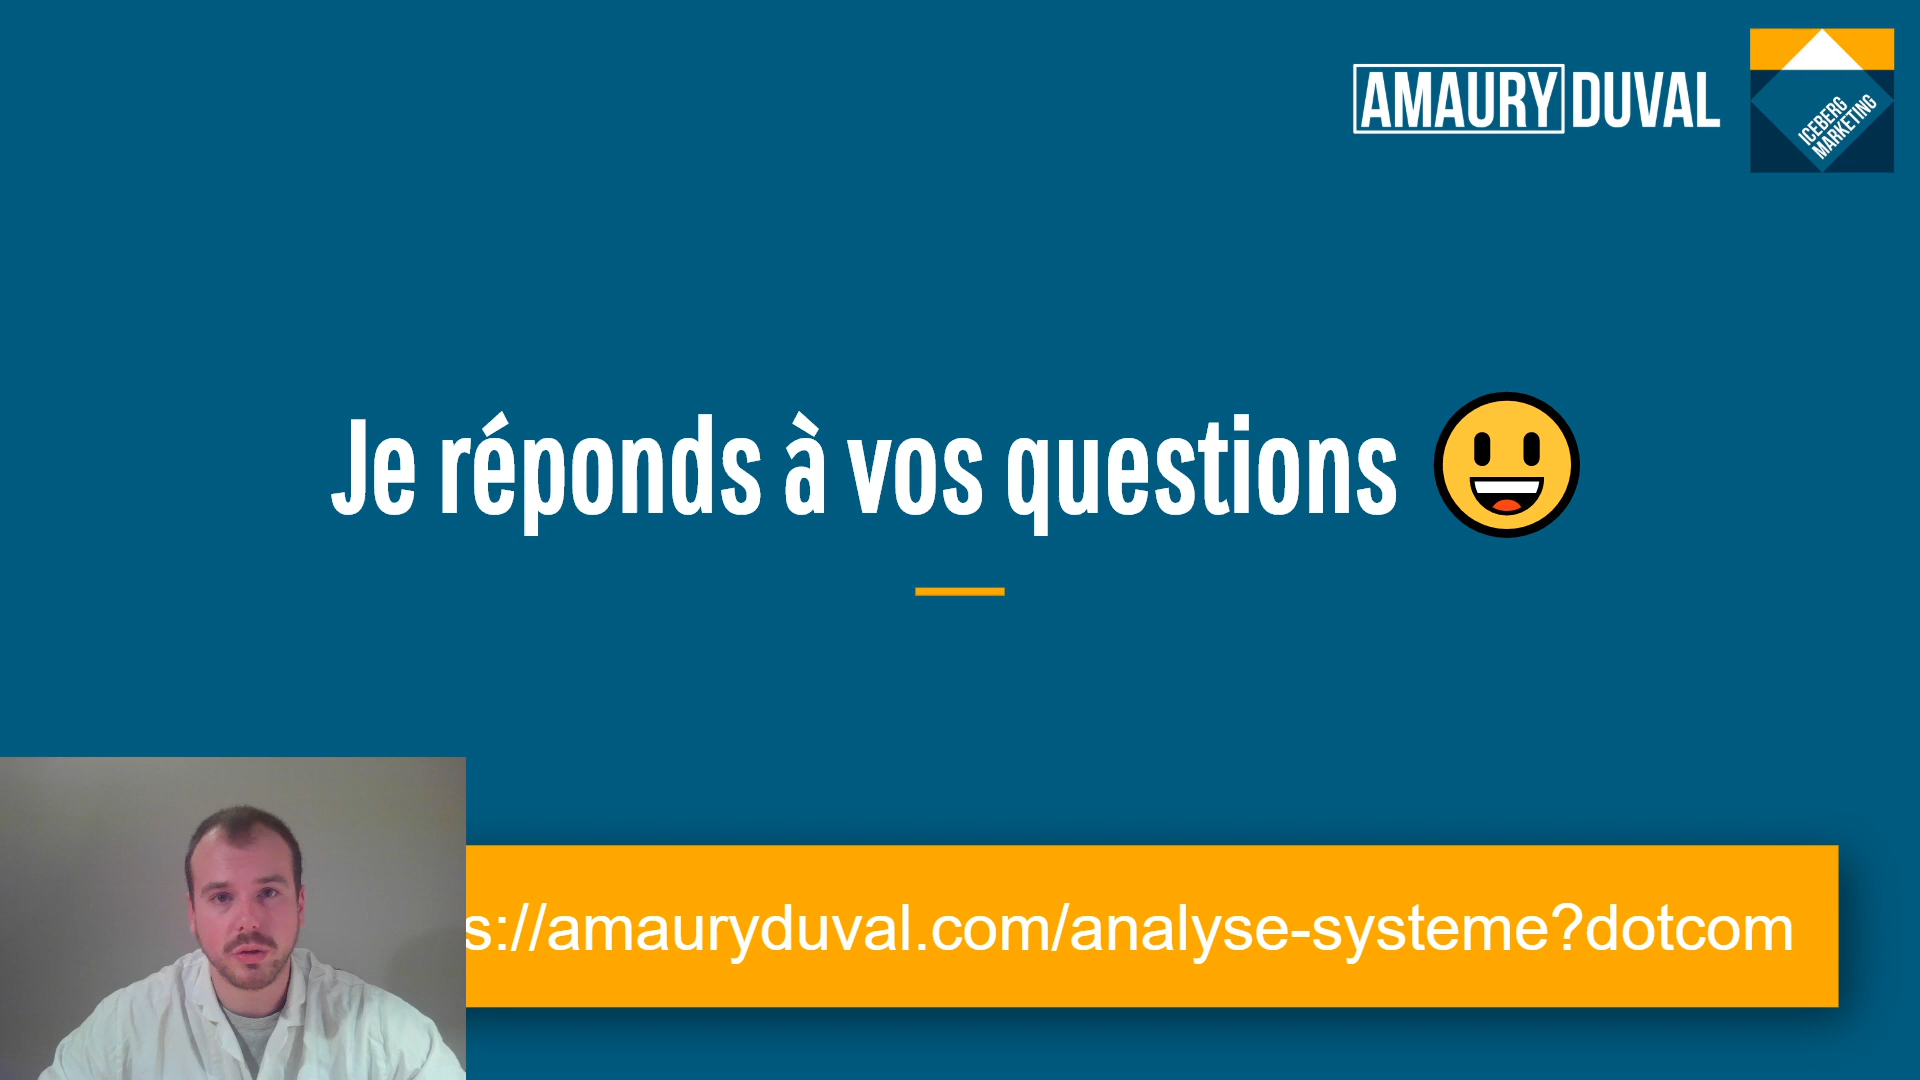 AMAURY DUVAL
ICEBERG
MARKETING
Je réponds à vos questions
s://amauryduval.com/analyse-systeme?dotcom